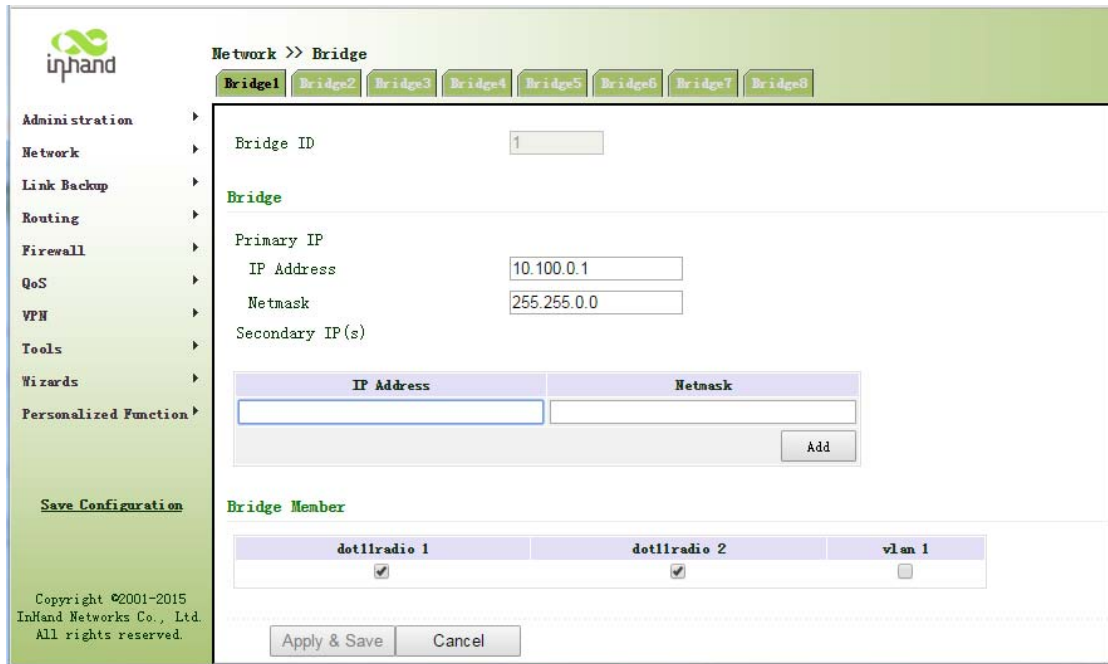 inhand
Network >> Bridge
Bridge1 Bridge2 Bridge3 Bridge4 Bridge5 Bridge6 Bridge7 Bridge8
Administration
Network
Link Backup
Routing
Firewall
QoS
VPN
Tools
Wizards
Personalized Function
Save Configuration
Copyright ©2001-2015
InHand Networks Co., Ltd.
All rights reserved.
Bridge ID 1
Bridge
Primary IP
IP Address 10.100.0.1
Netmask 255.255.0.0
Secondary IP(s)
IP Address Netmask
Add
Bridge Member
dot11radio 1 dot11radio 2 vlan 1
Apply & Save Cancel